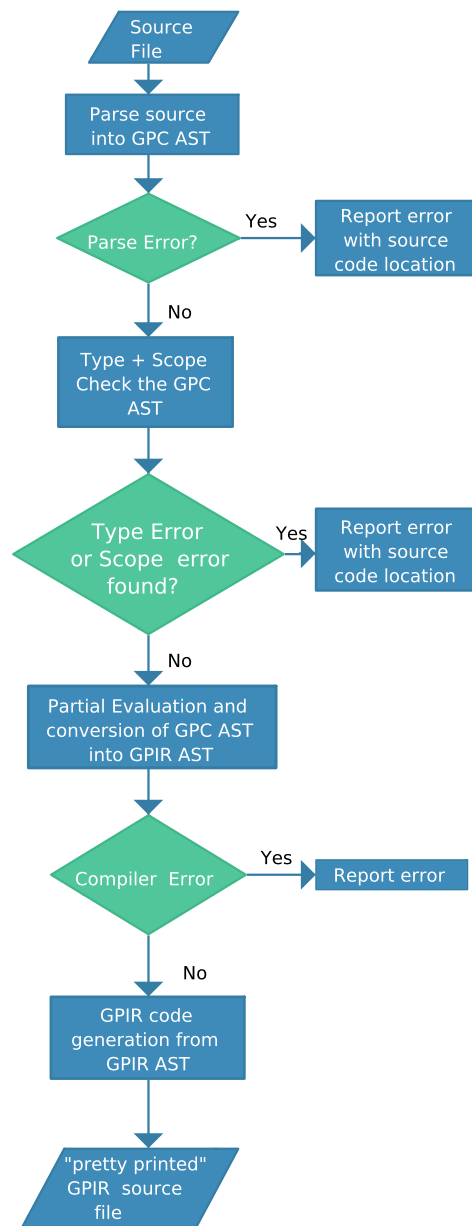 Source
File
Parse source
into GPC AST
Parse Error?
Yes
Report error
with source
code location
No
Type + Scope
Check the GPC
AST
Type Error
or Scope error
found?
Yes
Report error
with source
code location
No
Partial Evaluation and
conversion of GPC AST
into GPIR AST
Compiler Error
Yes
Report error
No
GPIR code
generation from
GPIR AST
"pretty printed"
GPIR source
file